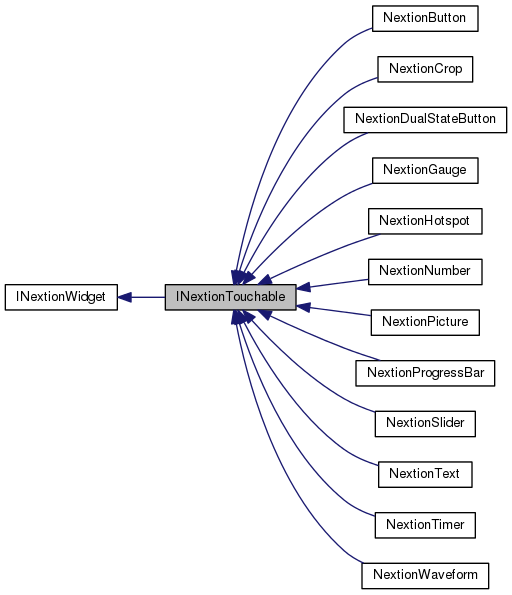 NextionButton
NextionCrop
NextionDualStateButton
NextionGauge
NextionHotspot
NextionNumber
INextionWidget
INextionTouchable
NextionPicture
NextionProgressBar
NextionSlider
NextionText
NextionTimer
NextionWaveform